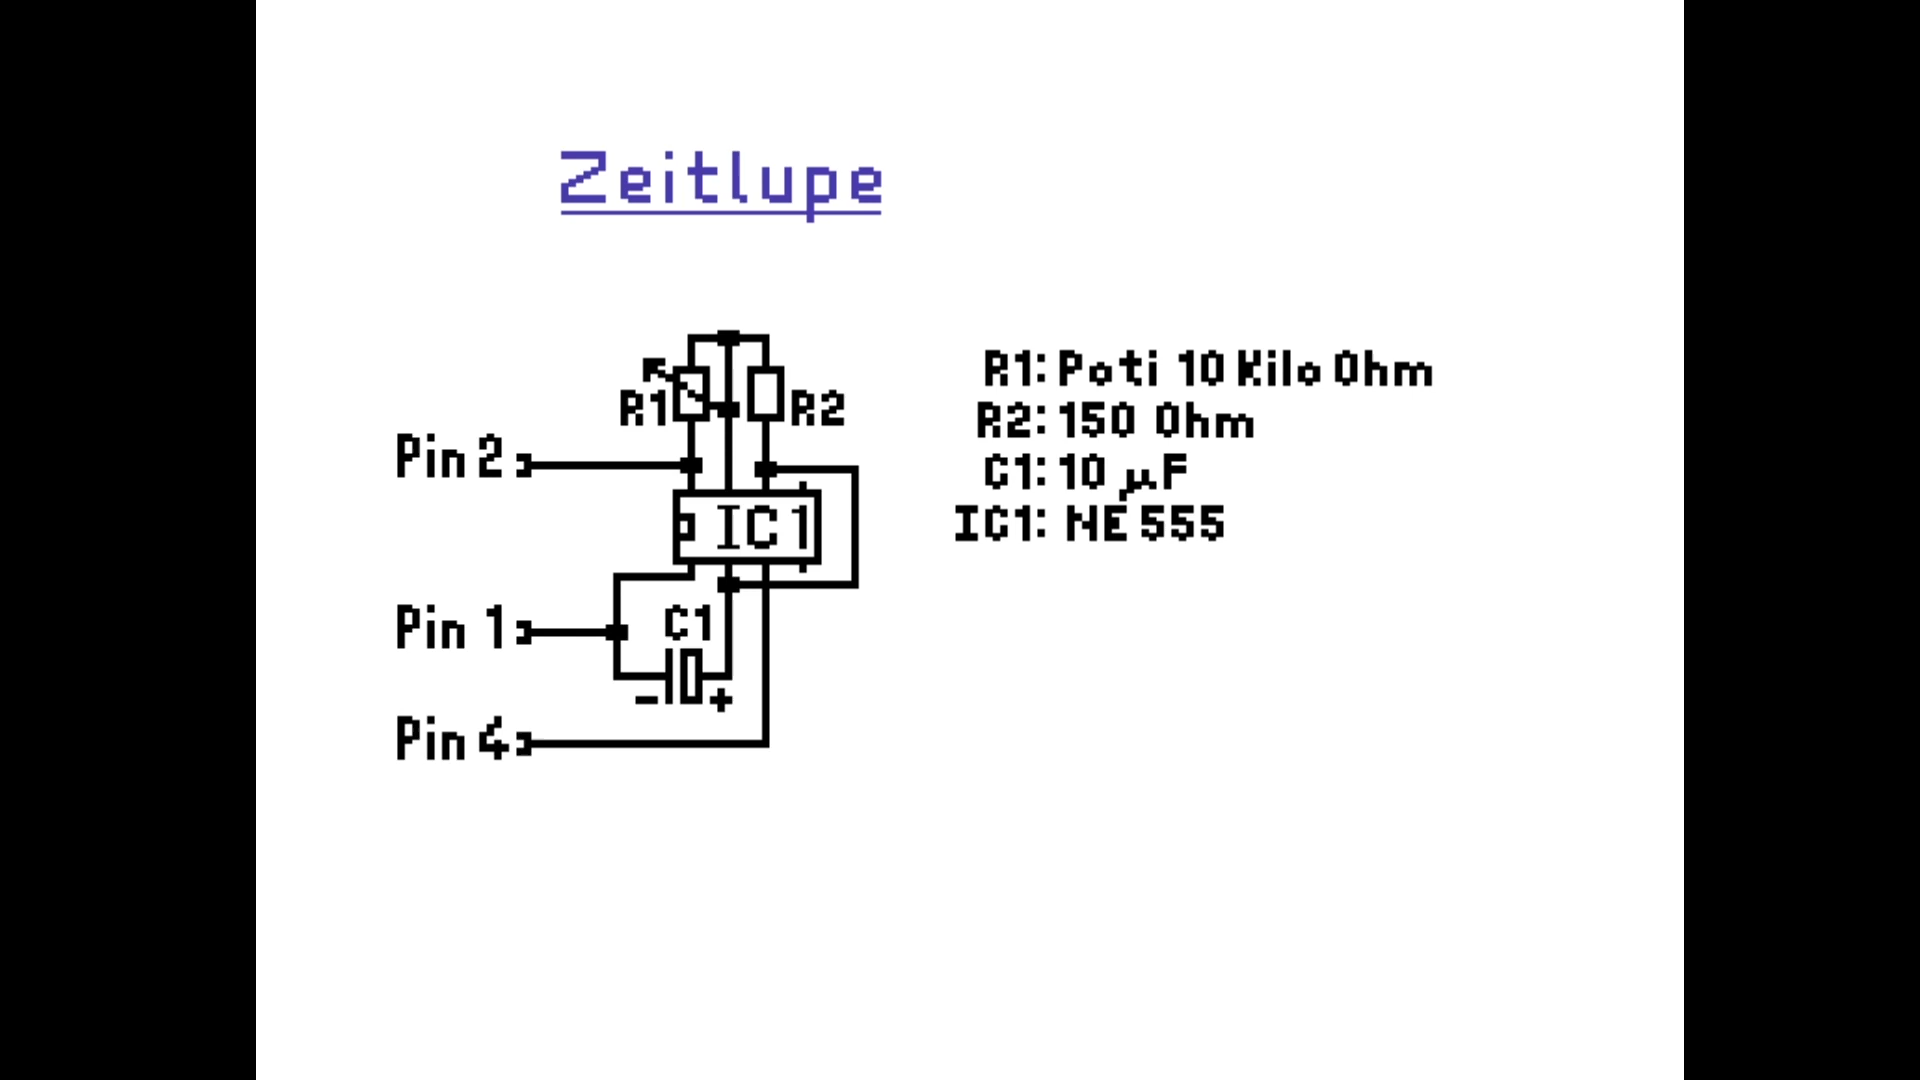 Zeitlupe
R1: Poti 10 Kilo Ohm
R1 R2
R2: 150 Ohm
Pin 2
C1: 10 µF
IC1
IC1: NE 555
Pin 1
C1
- +
Pin 4